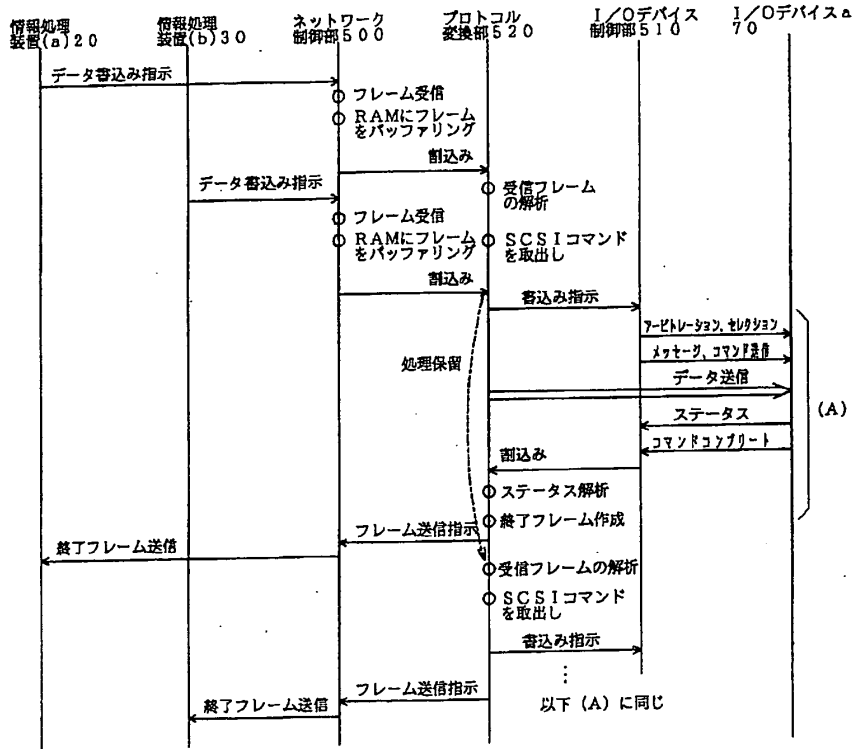 情報処理
装置(a)20
情報処理
装置(b)30
ネットワーク
制御部500
プロトコル
変換部520
I/Oデバイス
制御部510
I/Oデバイスa
70
データ書込み指示
フレーム受信
RAMにフレーム
をバッファリング
割込み
受信フレーム
の解析
データ書込み指示
フレーム受信
RAMにフレーム
をバッファリング
SCSIコマンド
を取出し
割込み
書込み指示
アービトレーション、セレクション
メッセージ、コマンド送信
処理保留
データ送信
ステータス
(A)
コマンドコンプリート
割込み
ステータス解析
終了フレーム作成
フレーム送信指示
終了フレーム送信
受信フレームの解析
SCSIコマンド
を取出し
書込み指示
フレーム送信指示
以下(A)に同じ
終了フレーム送信